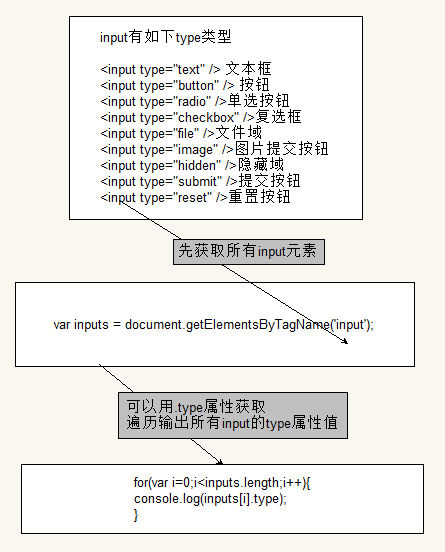 input有如下type类型
<input type="text" /> 文本框
<input type="button" /> 按钮
<input type="radio" />单选按钮
<input type="checkbox" />复选框
<input type="file" />文件域
<input type="image" />图片提交按钮
<input type="hidden" />隐藏域
<input type="submit" />提交按钮
<input type="reset" />重置按钮
先获取所有input元素
var inputs = document.getElementsByTagName('input');
可以用.type属性获取
遍历输出所有input的type属性值
for(var i=0;i<inputs.length;i++){
console.log(inputs[i].type);
}